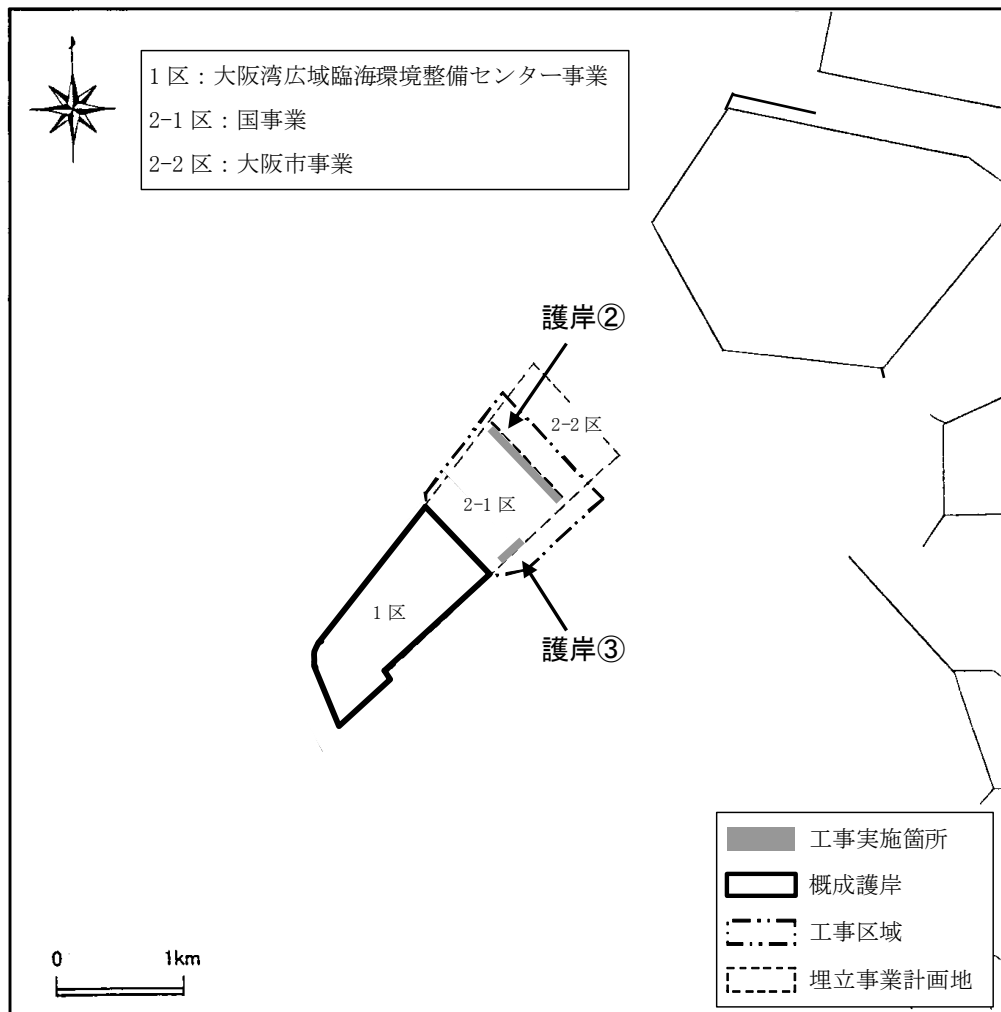 1区：大阪湾広域臨海環境整備センター事業
2-1区：国事業
2-2区：大阪市事業
護岸②
2-2区
2-1区
1区
護岸③
工事実施箇所
概成護岸
工事区域
埋立事業計画地
0 1km